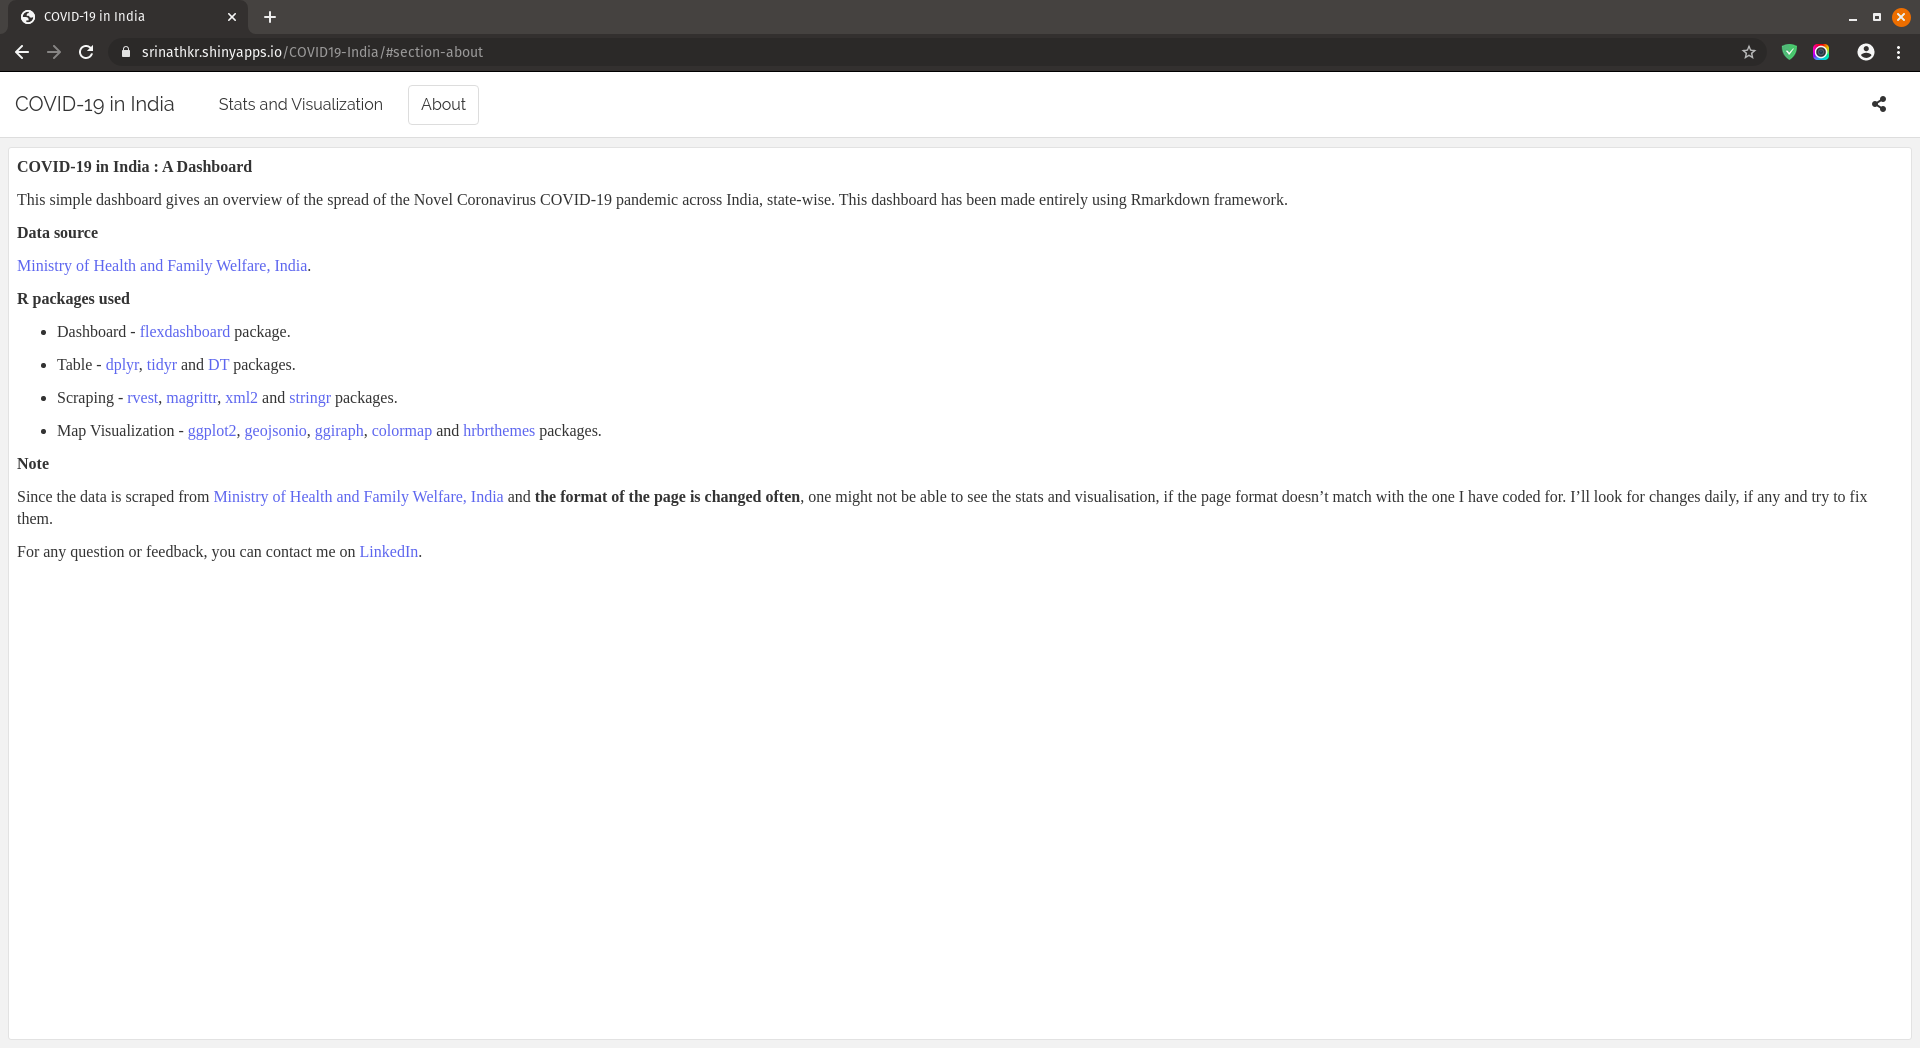 COVID-19 in India
srinathkr.shinyapps.io/COVID19-India/#section-about
COVID-19 in India Stats and Visualization About
COVID-19 in India : A Dashboard
This simple dashboard gives an overview of the spread of the Novel Coronavirus COVID-19 pandemic across India, state-wise. This dashboard has been made entirely using Rmarkdown framework.
Data source
Ministry of Health and Family Welfare, India.
R packages used
• Dashboard - flexdashboard package.
• Table - dplyr, tidyr and DT packages.
• Scraping - rvest, magrittr, xml2 and stringr packages.
• Map Visualization - ggplot2, geojsonio, ggiraph, colormap and hrbrthemes packages.
Note
Since the data is scraped from Ministry of Health and Family Welfare, India and the format of the page is changed often, one might not be able to see the stats and visualisation, if the page format doesn’t match with the one I have coded for. I’ll look for changes daily, if any and try to fix
them.
For any question or feedback, you can contact me on LinkedIn.